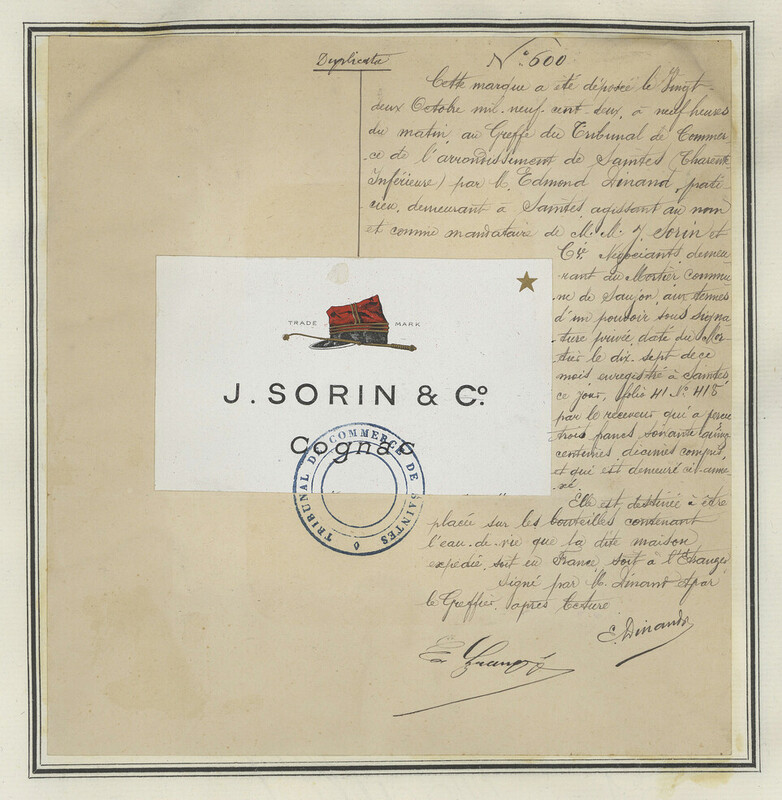 Duplicata
N° 600
Cette marque a été déposée le Vingt-
deux Octobre mil-neuf-cent-deux, à neuf heures
du matin, au Greffe du Tribunal de Commer-
ce de l'arrondissement de Saintes (Charente
Inférieure) par M. Edmond Dinand, prati-
cien, demeurant à Saintes, agissant au nom
et comme mandataire de M. M. J. Sorin et
Cie, Négociants, demeu-
rant au Mortier commu-
ne de Saujon, aux termes
d'un pouvoir sous signa-
ture privée, daté du Mor-
tier le dix-sept de ce
mois, enregistré à Saintes
ce jour, folio 41 N° 418
par le receveur qui a perçu
trois francs soixante quinze
centimes, décimes compris,
et qui est demeuré ci-anne-
xé.
Elle est destinée à être
placée sur les bouteilles contenant
l'eau-de-vie que la dite maison
expédie, soit en France, soit à l'Etranger
Signé par M. Dinand & par
le Greffier, après lecture
E. Dinand
TRADE MARK
J. SORIN & Co.
Cognac
TRIBUNAL DE COMMERCE DE SAINTES